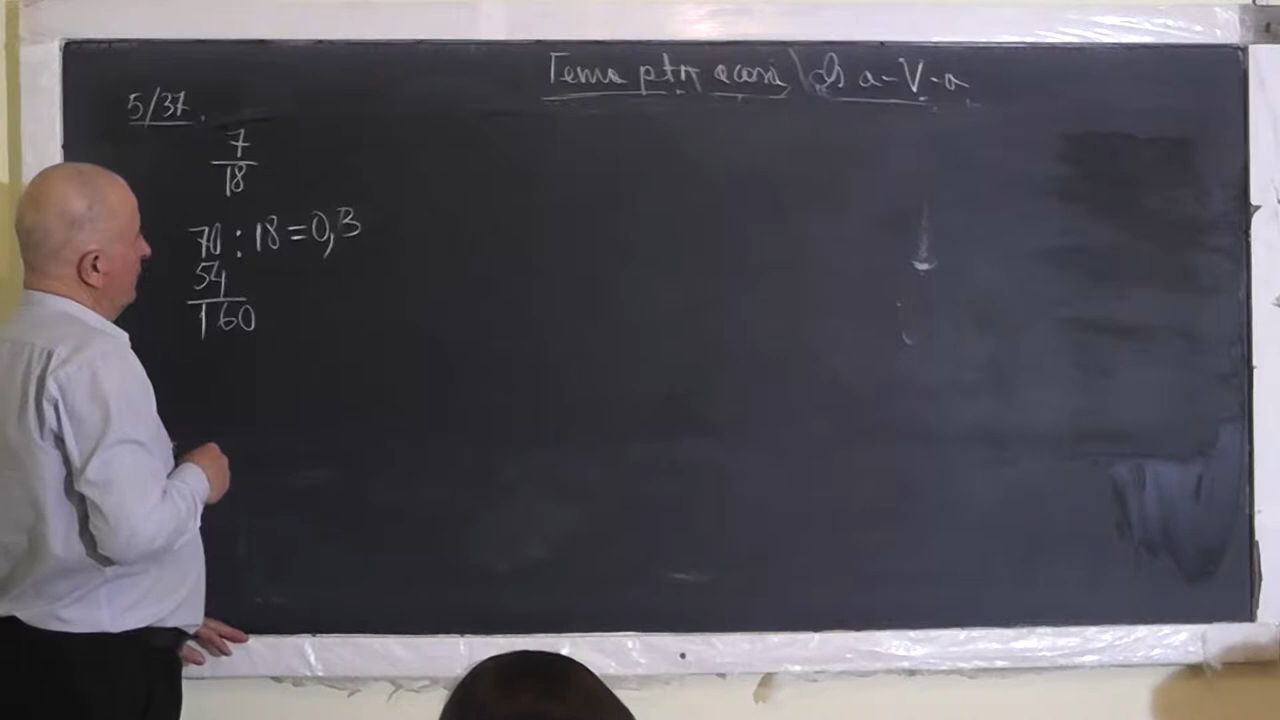 Tema ptr acasă cls a-V-a
5/37.
7
18
70 : 18 = 0,3
54
160